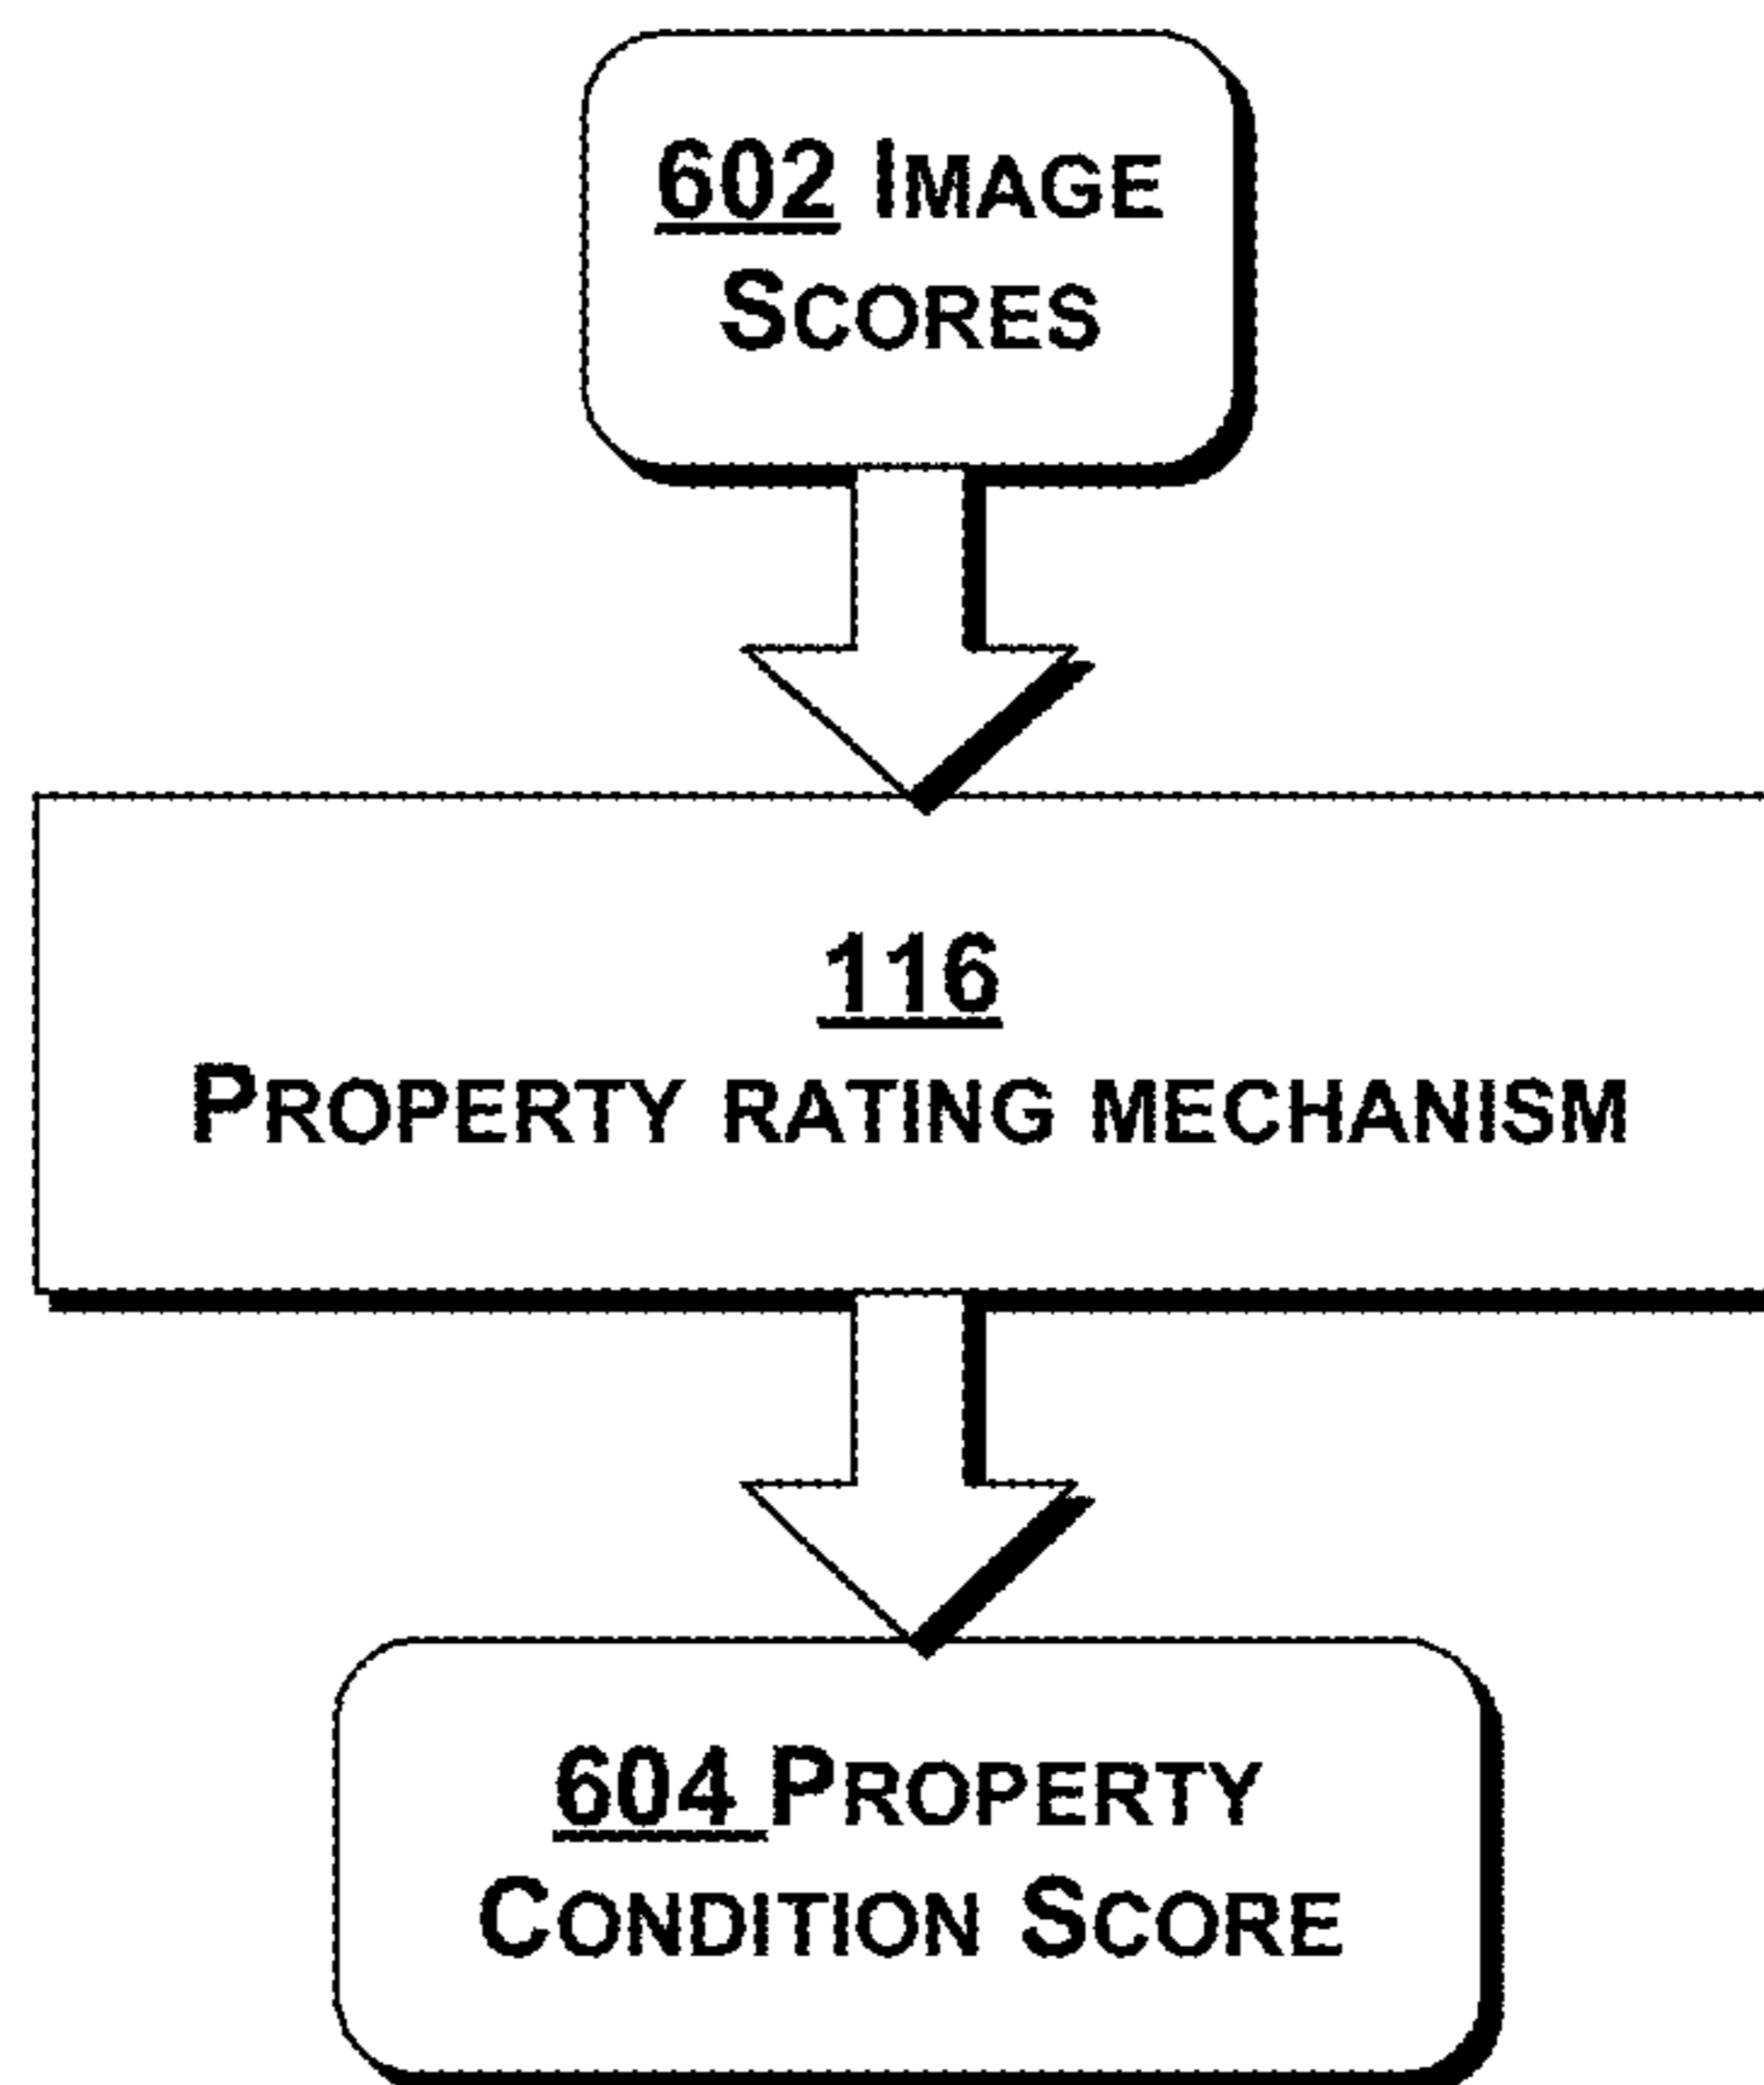 602 IMAGE
SCORES
116
PROPERTY RATING MECHANISM
604 PROPERTY
CONDITION SCORE